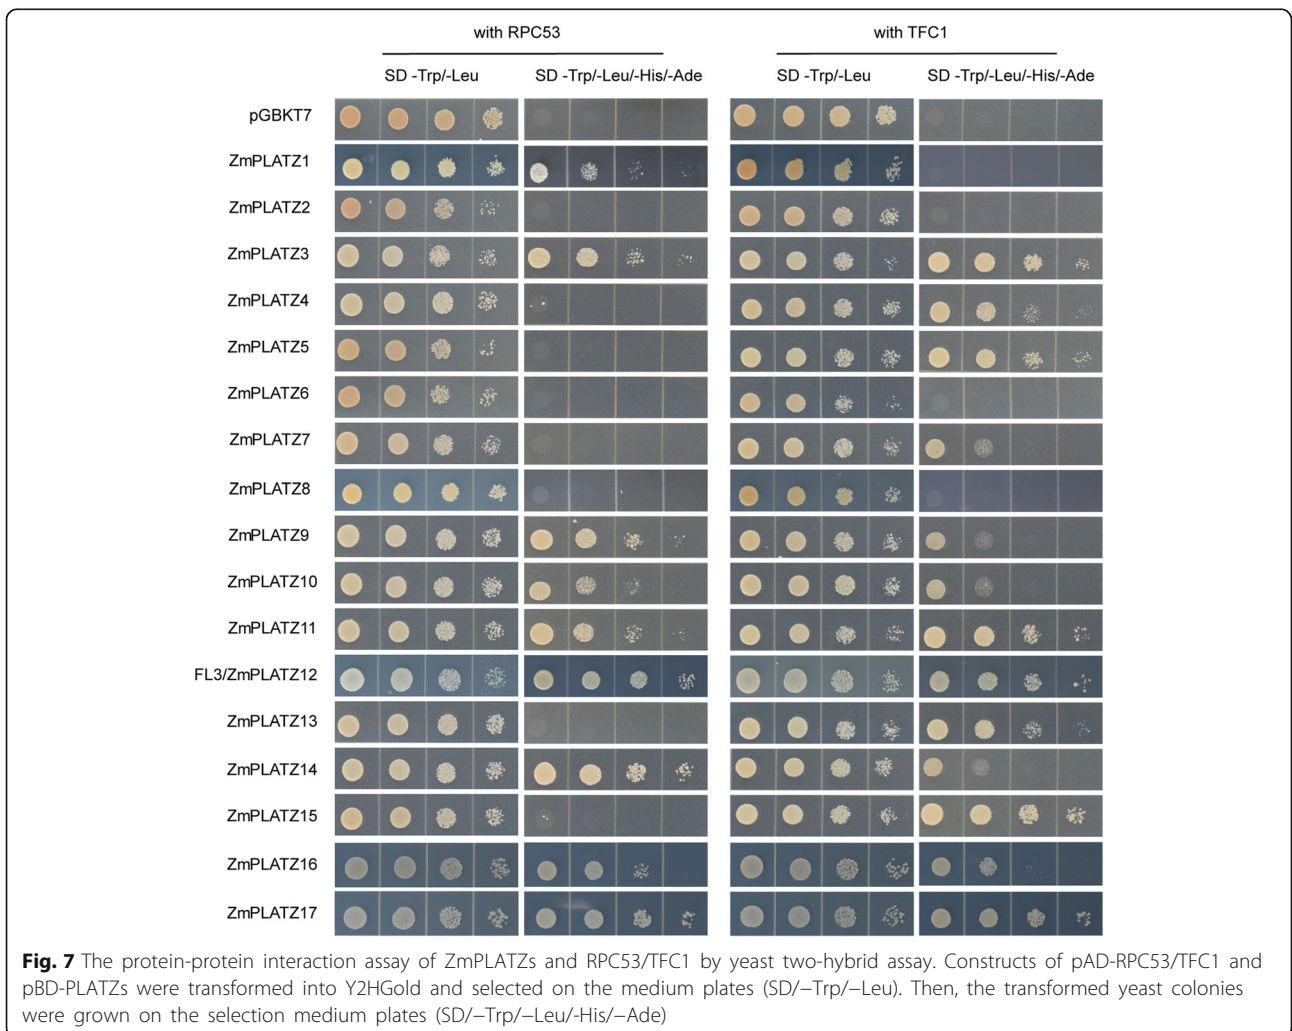 with RPC53
with TFC1
SD -Trp/-Leu
SD -Trp/-Leu/-His/-Ade
SD -Trp/-Leu
SD -Trp/-Leu/-His/-Ade
pGBKT7
ZmPLATZ1
ZmPLATZ2
ZmPLATZ3
ZmPLATZ4
ZmPLATZ5
ZmPLATZ6
ZmPLATZ7
ZmPLATZ8
ZmPLATZ9
ZmPLATZ10
ZmPLATZ11
FL3/ZmPLATZ12
ZmPLATZ13
ZmPLATZ14
ZmPLATZ15
ZmPLATZ16
ZmPLATZ17
Fig. 7 The protein-protein interaction assay of ZmPLATZs and RPC53/TFC1 by yeast two-hybrid assay. Constructs of pAD-RPC53/TFC1 and
pBD-PLATZs were transformed into Y2HGold and selected on the medium plates (SD/−Trp/−Leu). Then, the transformed yeast colonies
were grown on the selection medium plates (SD/−Trp/−Leu/-His/−Ade)